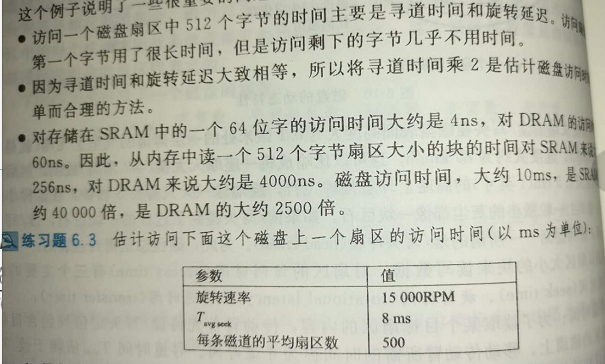 这个例子说明了一些很重要的
● 访问一个磁盘扇区中 512 个字节的时间主要是寻道时间和旋转延迟。访问
第一个字节用了很长时间，但是访问剩下的字节几乎不用时间。
● 因为寻道时间和旋转延迟大致相等，所以将寻道时间乘 2 是估计磁盘访问时
单而合理的方法。
● 对存储在 SRAM 中的一个 64 位字的访问时间大约是 4ns，对 DRAM 的访问
60ns。因此，从内存中读一个 512 个字节扇区大小的块的时间对 SRAM 来说
256ns，对 DRAM 来说大约是 4000ns。磁盘访问时间，大约 10ms，是 SRA
约 40 000 倍，是 DRAM 的大约 2500 倍。
练习题 6.3 估计访问下面这个磁盘上一个扇区的访问时间(以 ms 为单位)：
参数 值
旋转速率 15 000RPM
Tavg seek 8 ms
每条磁道的平均扇区数 500